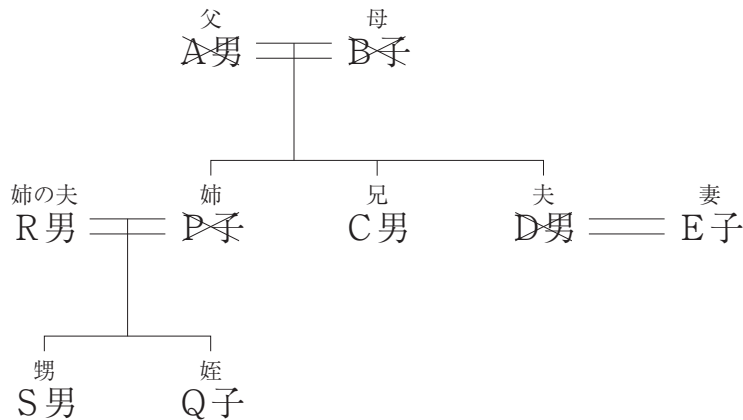 父 母
A男 B子
姉の夫 姉 兄 夫 妻
R男 P子 C男 D男 E子
甥 姪
S男 Q子